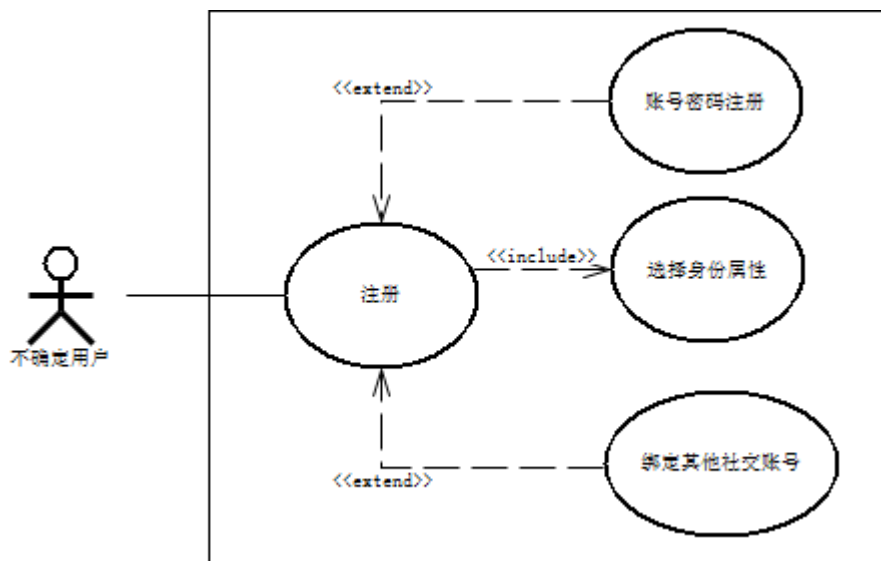 <<extend>>
账号密码注册
<<include>>
选择身份属性
注册
不确定用户
绑定其他社交账号
<<extend>>